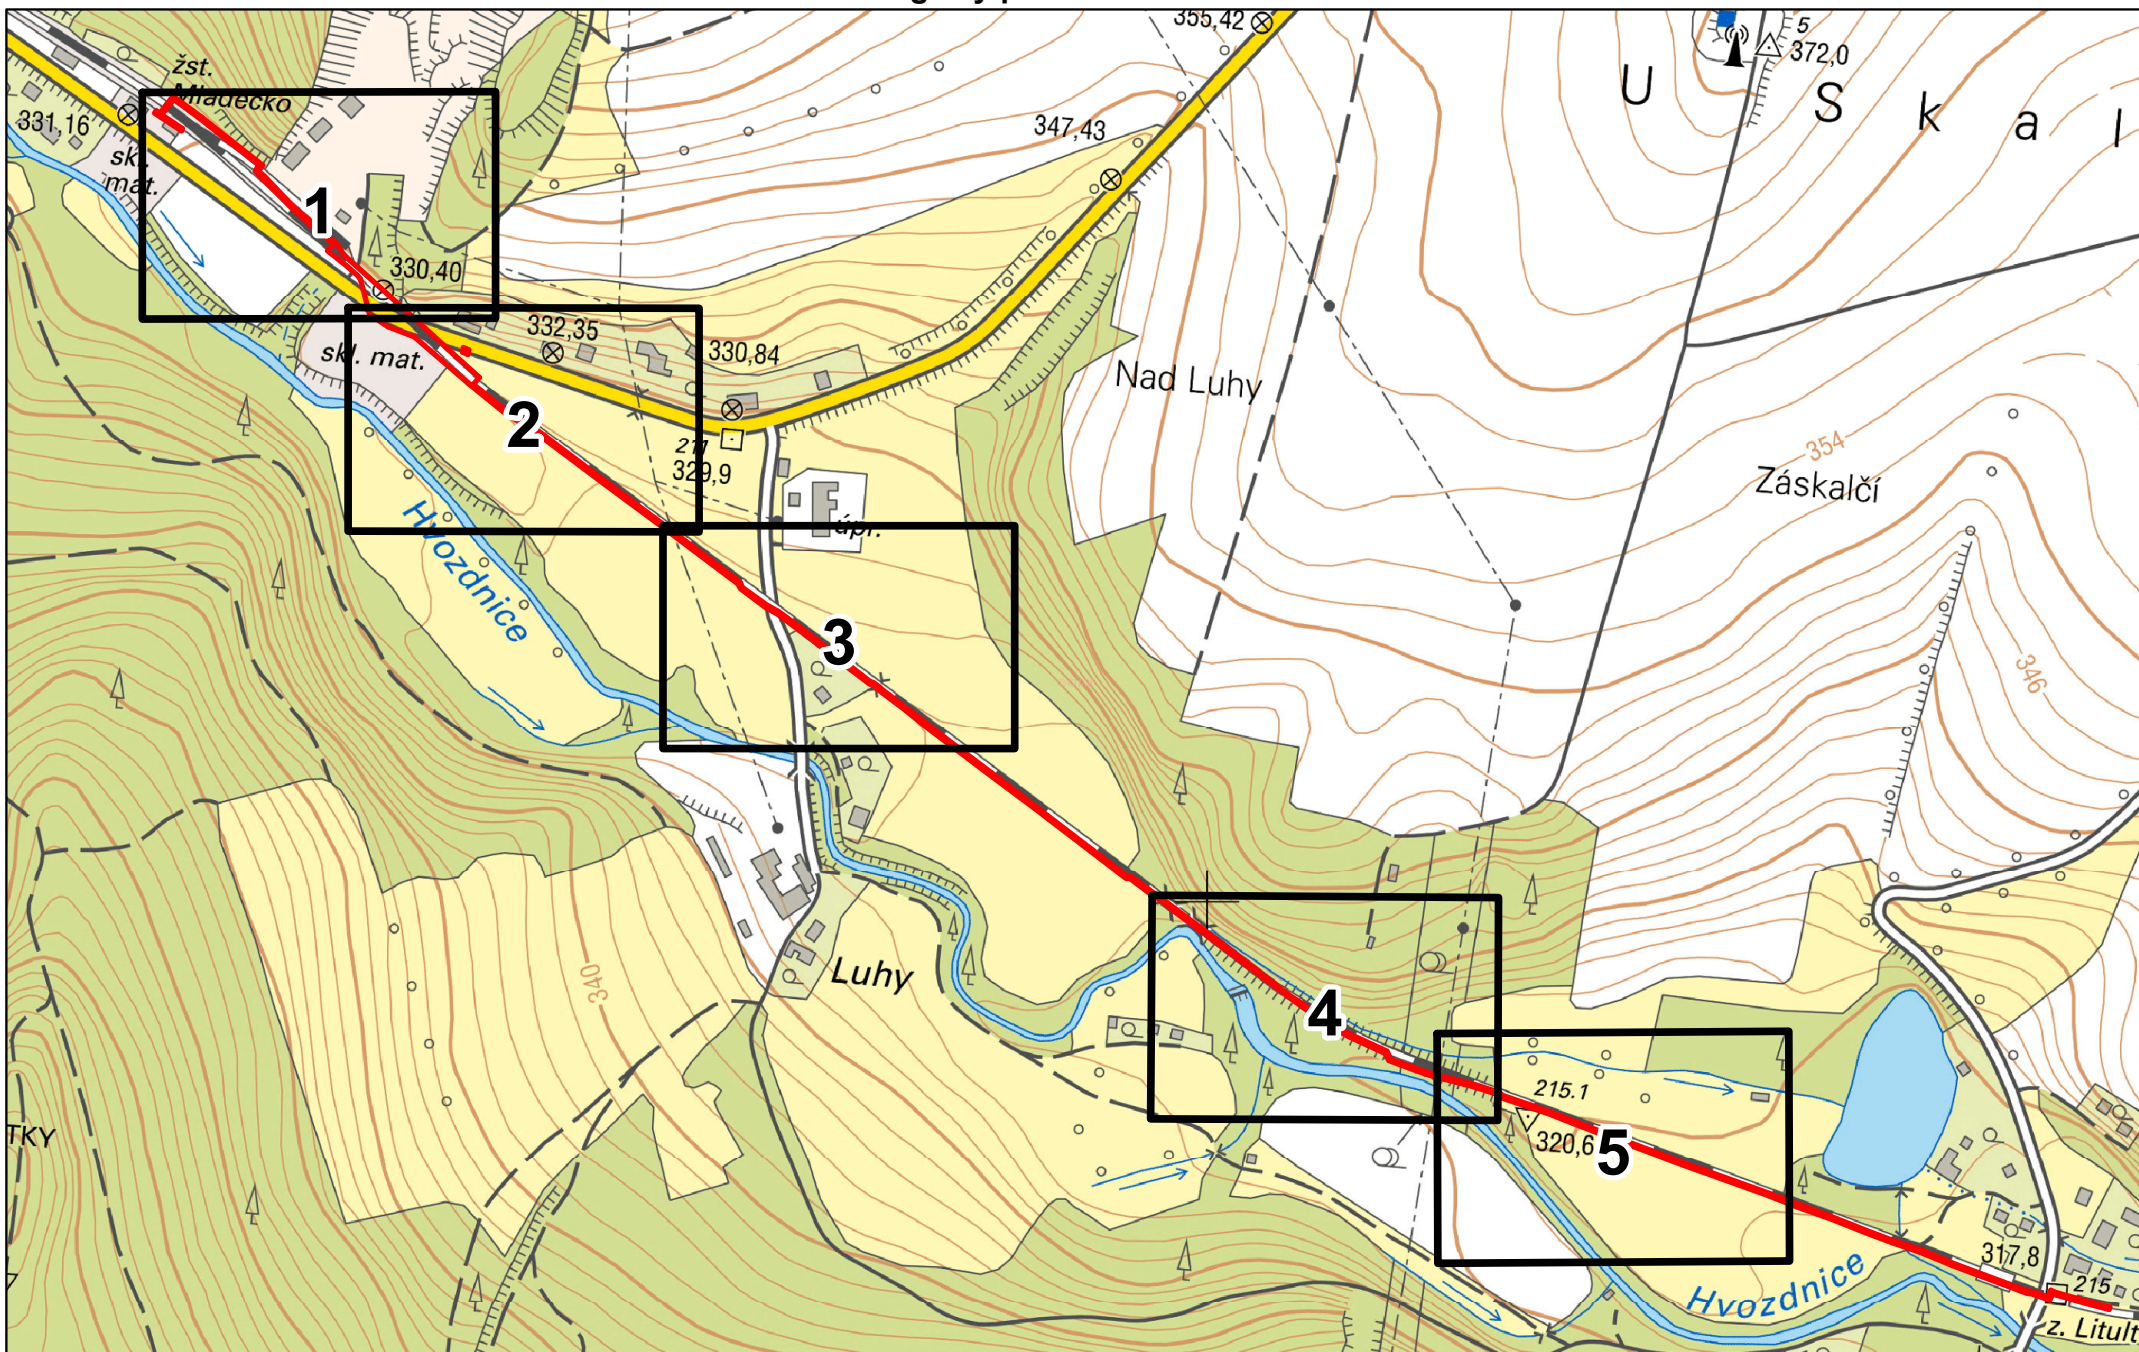 355,42
5
372,0
U S k a l
žst.
Mladecko
331,16
skl.
mat.
347,43
1
330,40
332,35
330,84
skl. mat.
Nad Luhy
2
211
329,9
354
Záskalčí
úpr.
Hvozdnice
3
346
Luhy
340
4
215.1
320,6
5
TKY
317,8
Hvozdnice
215
z. Litult